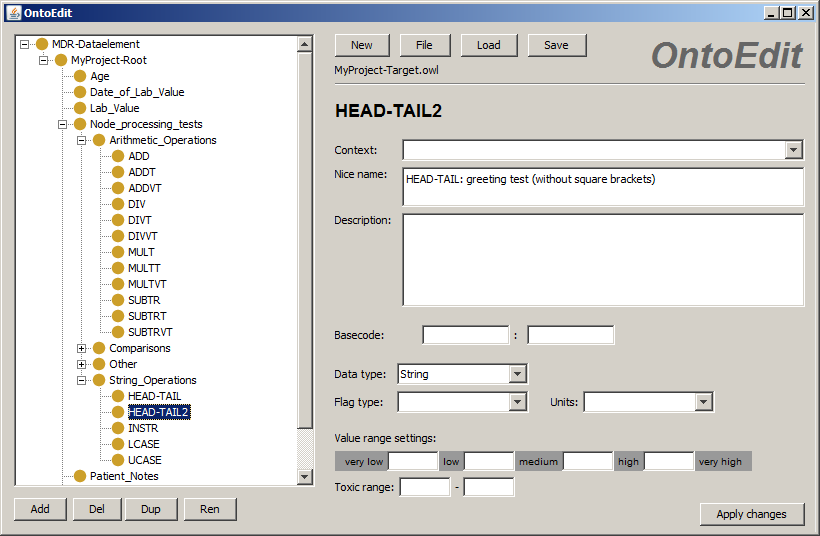 OntoEdit
MDR-Dataelement
MyProject-Root
Age
Date_of_Lab_Value
Lab_Value
Node_processing_tests
Arithmetic_Operations
ADD
ADDT
ADDVT
DIV
DIVT
DIVVT
MULT
MULTT
MULTVT
SUBTR
SUBTRT
SUBTRVT
Comparisons
Other
String_Operations
HEAD-TAIL
HEAD-TAIL2
INSTR
LCASE
UCASE
Patient_Notes
Add Del Dup Ren
New File Load Save
OntoEdit
MyProject-Target.owl
HEAD-TAIL2
Context:
Nice name: HEAD-TAIL: greeting test (without square brackets)
Description:
Basecode: :
Data type: String
Flag type: Units:
Value range settings:
very low low medium high very high
Toxic range: -
Apply changes